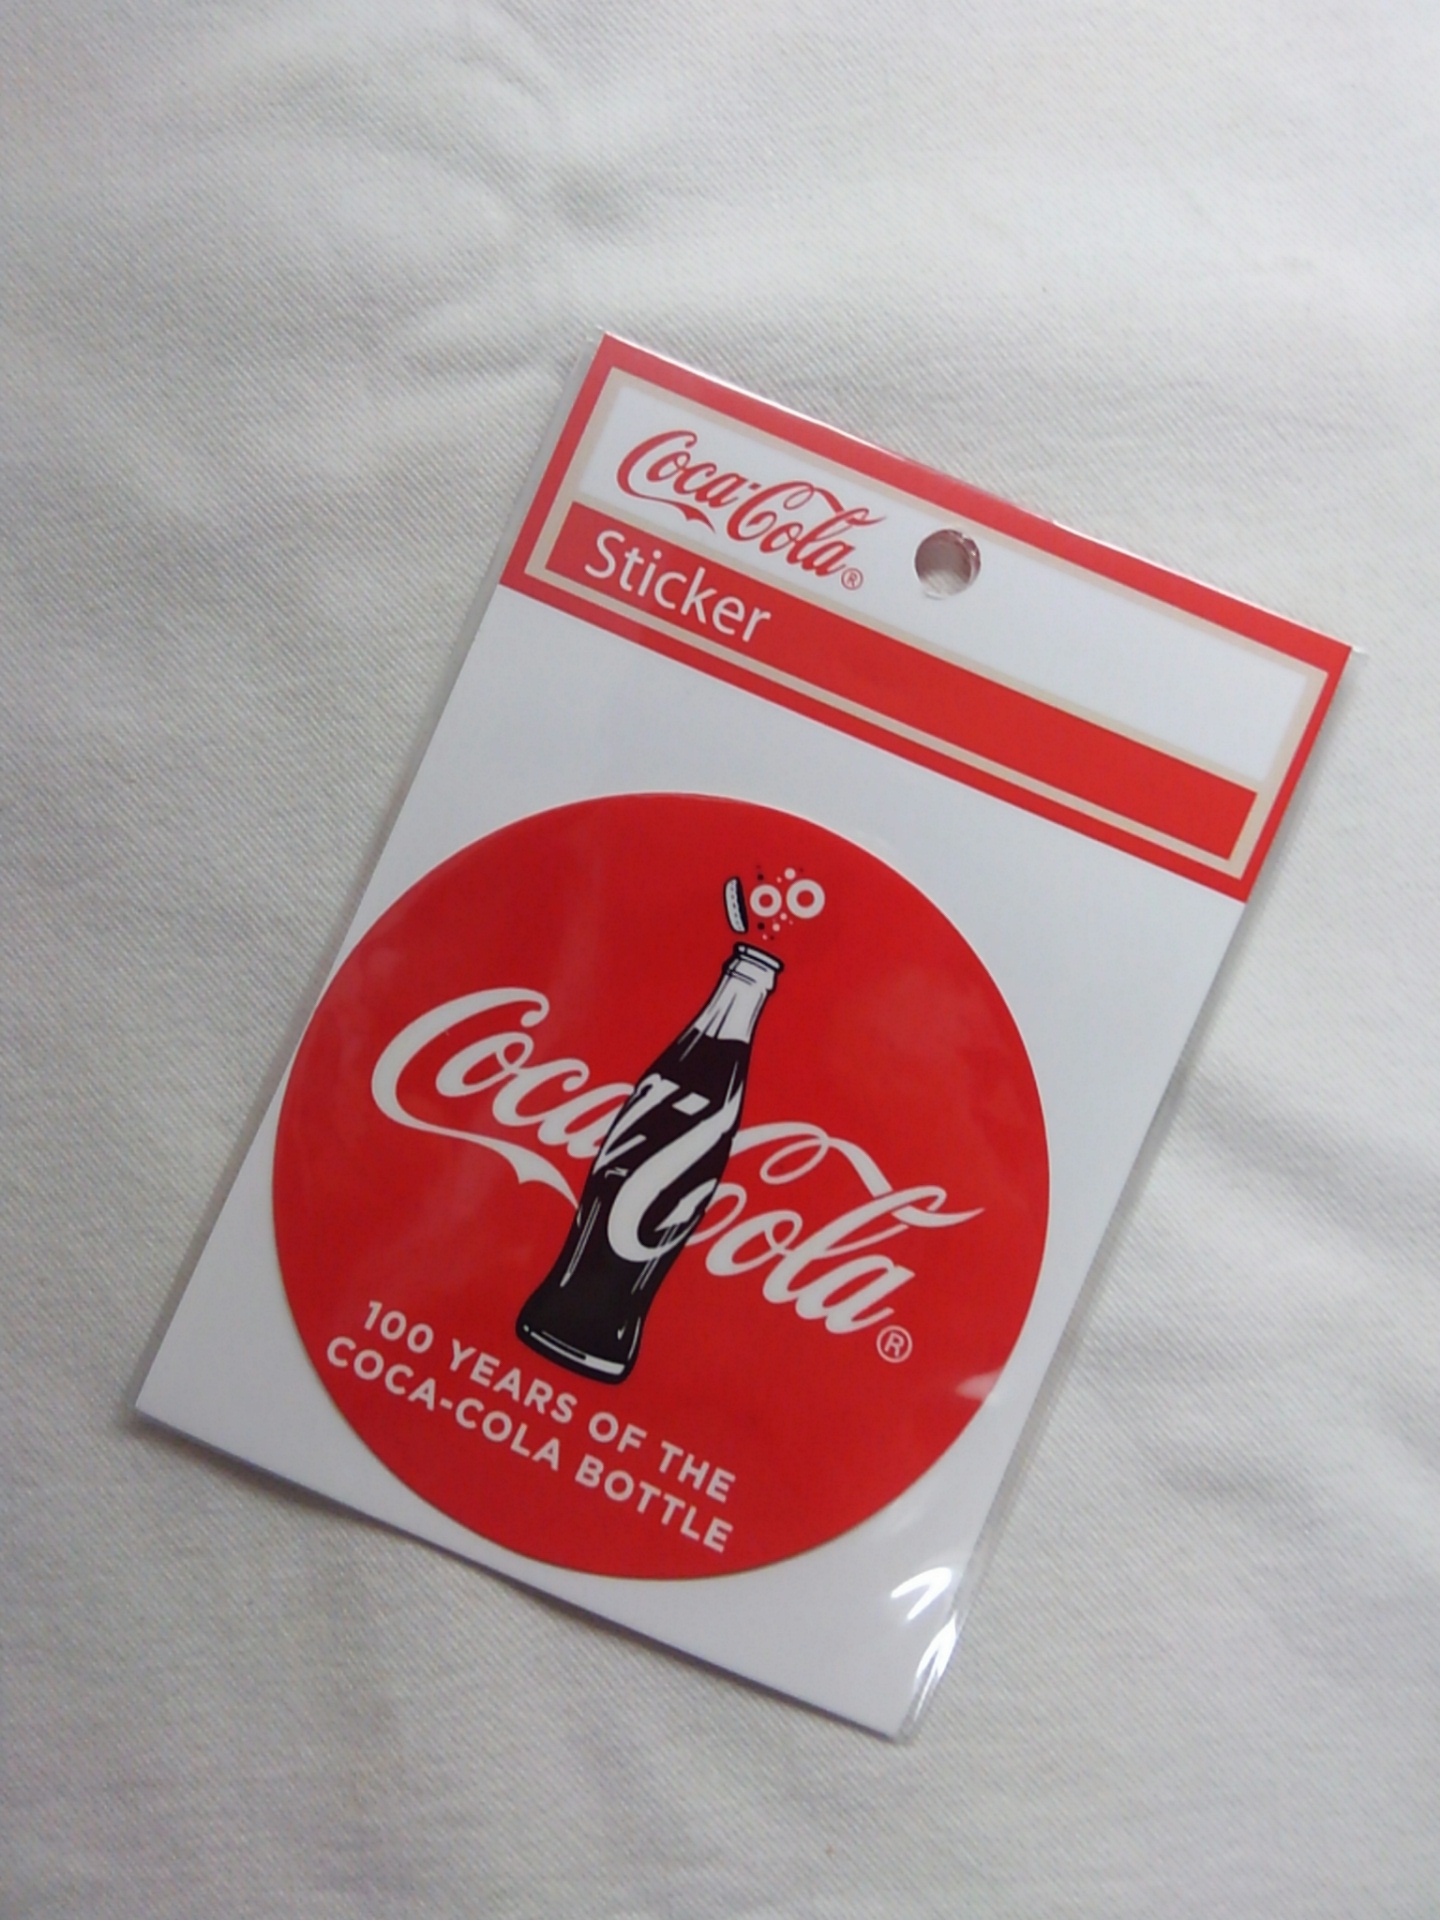 Coca-Cola®
Sticker
Coca-Cola®
100 YEARS OF THE
COCA-COLA BOTTLE